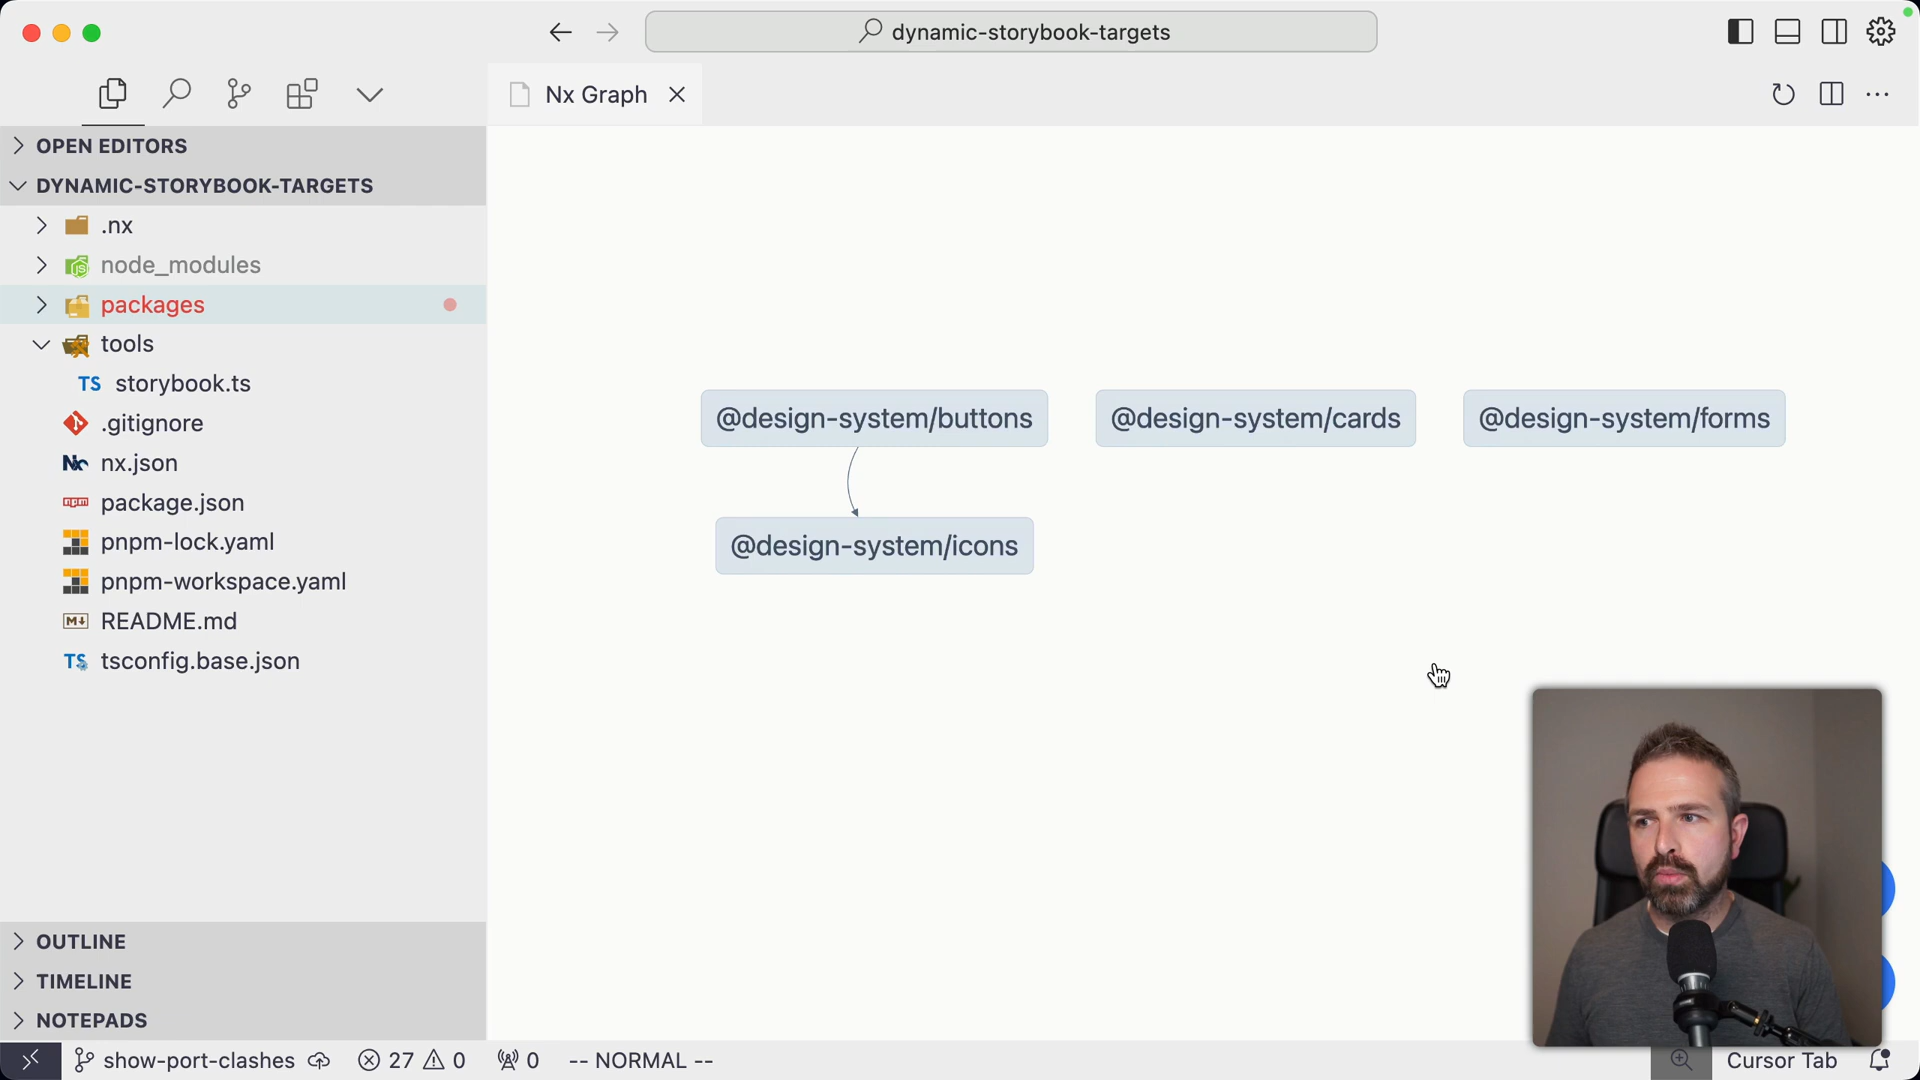 dynamic-storybook-targets
Nx Graph
OPEN EDITORS
DYNAMIC-STORYBOOK-TARGETS
.nx
node_modules
packages
tools
TS storybook.ts
.gitignore
nx.json
package.json
pnpm-lock.yaml
pnpm-workspace.yaml
README.md
TS tsconfig.base.json
@design-system/buttons
@design-system/cards
@design-system/forms
@design-system/icons
OUTLINE
TIMELINE
NOTEPADS
show-port-clashes 27 0 0 -- NORMAL -- Cursor Tab